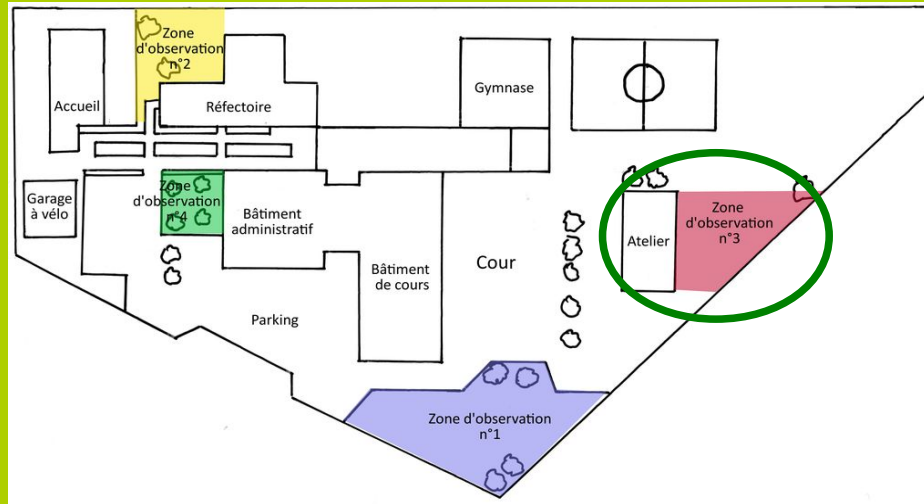 Zone
d'observation
n°2
Accueil
Réfectoire
Gymnase
Garage
à vélo
Zone
d'observation
n°4
Bâtiment
administratif
Bâtiment
de cours
Cour
Atelier
Zone
d'observation
n°3
Parking
Zone d'observation
n°1